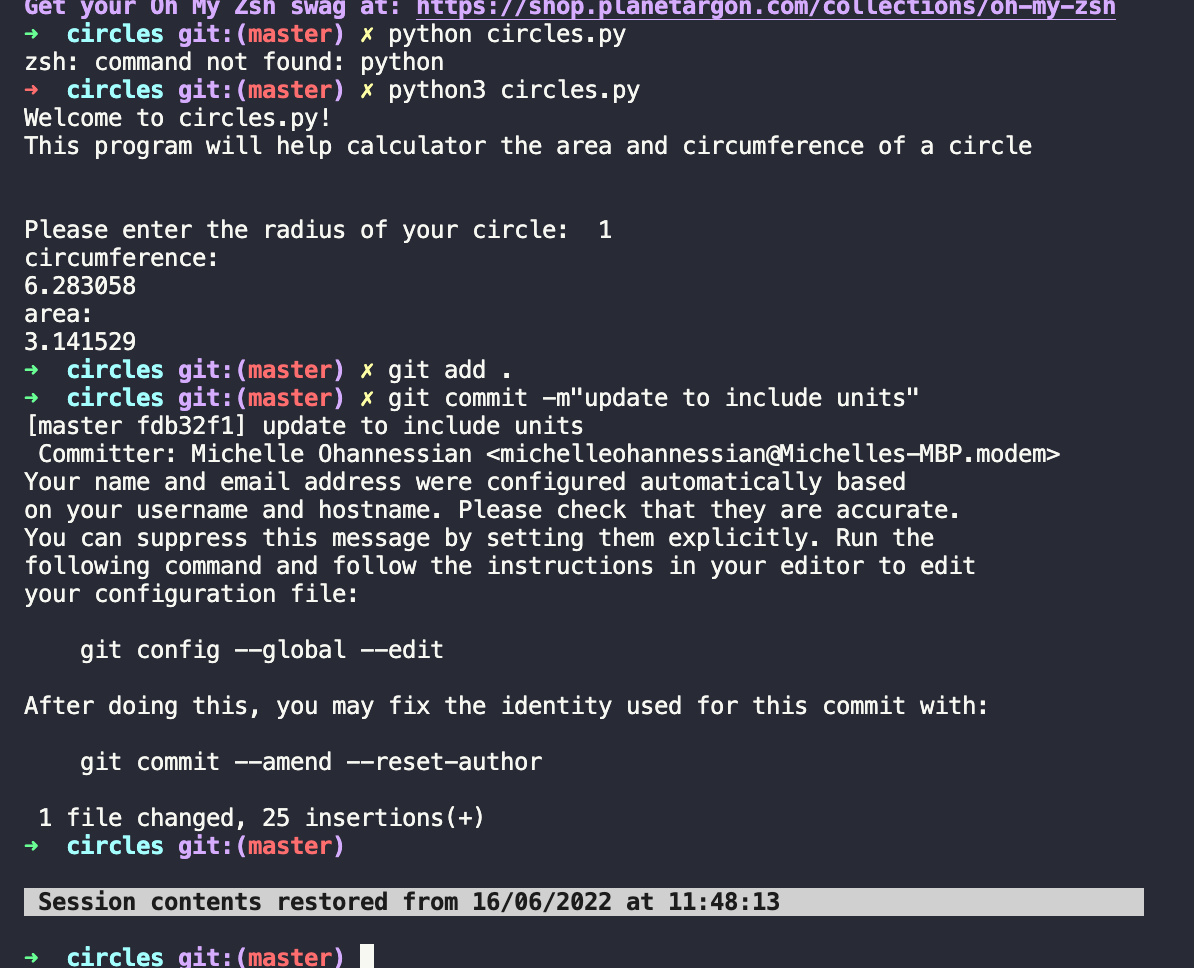 Get your Oh My Zsh swag at: https://shop.planetargon.com/collections/oh-my-zsh
➜  circles git:(master) ✗ python circles.py
zsh: command not found: python
➜  circles git:(master) ✗ python3 circles.py
Welcome to circles.py!
This program will help calculator the area and circumference of a circle
Please enter the radius of your circle:  1
circumference:
6.283058
area:
3.141529
➜  circles git:(master) ✗ git add .
➜  circles git:(master) ✗ git commit -m"update to include units"
[master fdb32f1] update to include units
 Committer: Michelle Ohannessian <michelleohannessian@Michelles-MBP.modem>
Your name and email address were configured automatically based
on your username and hostname. Please check that they are accurate.
You can suppress this message by setting them explicitly. Run the
following command and follow the instructions in your editor to edit
your configuration file:
    git config --global --edit
After doing this, you may fix the identity used for this commit with:
    git commit --amend --reset-author
 1 file changed, 25 insertions(+)
➜  circles git:(master)
Session contents restored from 16/06/2022 at 11:48:13
➜  circles git:(master)